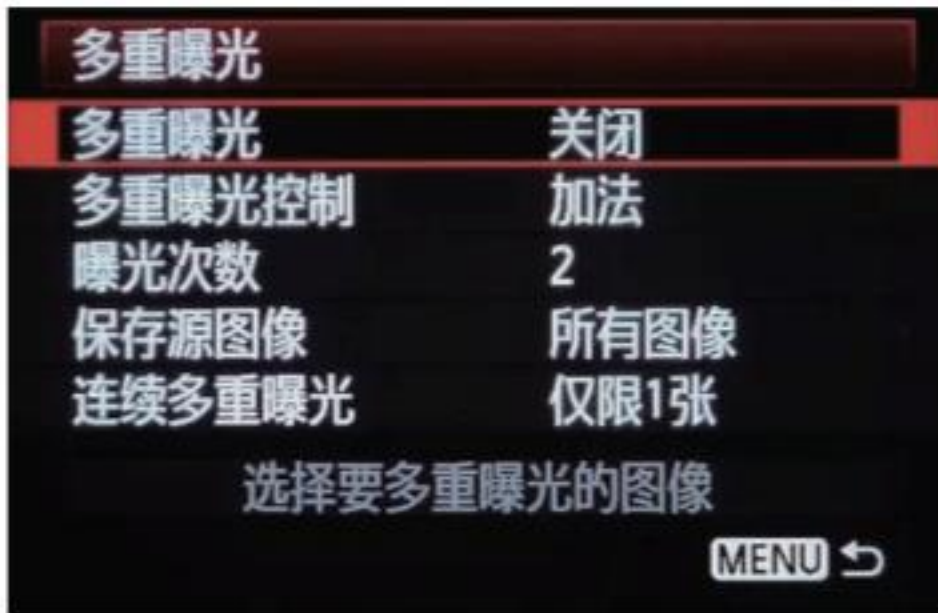 多重曝光
多重曝光 关闭
多重曝光控制 加法
曝光次数 2
保存源图像 所有图像
连续多重曝光 仅限1张
选择要多重曝光的图像
MENU